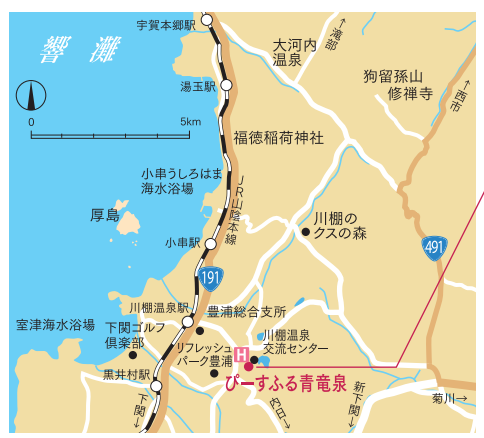 宇賀本郷駅
↑滝部
響灘
大河内
温泉
狗留孫山
修禅寺
↑西市
湯玉駅
0
5km
福徳稲荷神社
小串うしろはま
海水浴場
JR山陰本線
厚島
川棚の
クスの森
小串駅
491
191
川棚温泉駅
豊浦総合支所
室津海水浴場
下関ゴルフ
倶楽部
リフレッシュ
パーク豊浦
川棚温泉
交流センター
H
黒井村駅
ぴーすふる青竜泉
下関↓
内日↓
新下関↓
菊川→